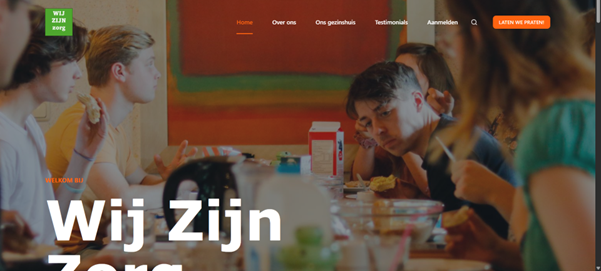 WIJ
ZIJN
zorg
Home Over ons Ons gezinshuis Testimonials Aanmelden LATEN WE PRATEN!
WELKOM BIJ
Wij Zijn
Zorg